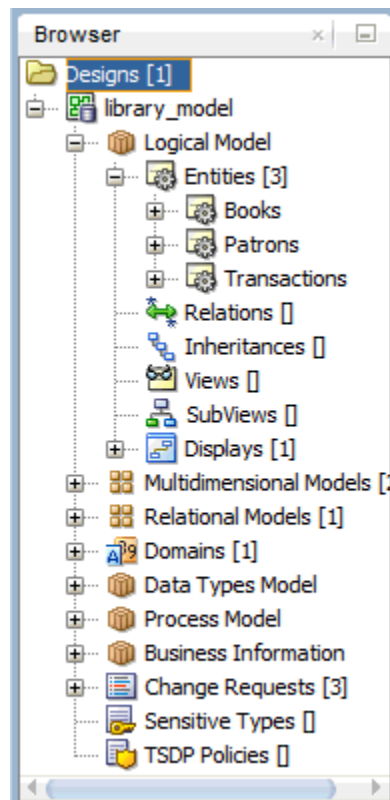 Browser
Designs [1]
library_model
Logical Model
Entities [3]
Books
Patrons
Transactions
Relations []
Inheritances []
Views []
SubViews []
Displays [1]
Multidimensional Models [
Relational Models [1]
Domains [1]
Data Types Model
Process Model
Business Information
Change Requests [3]
Sensitive Types []
TSDP Policies []